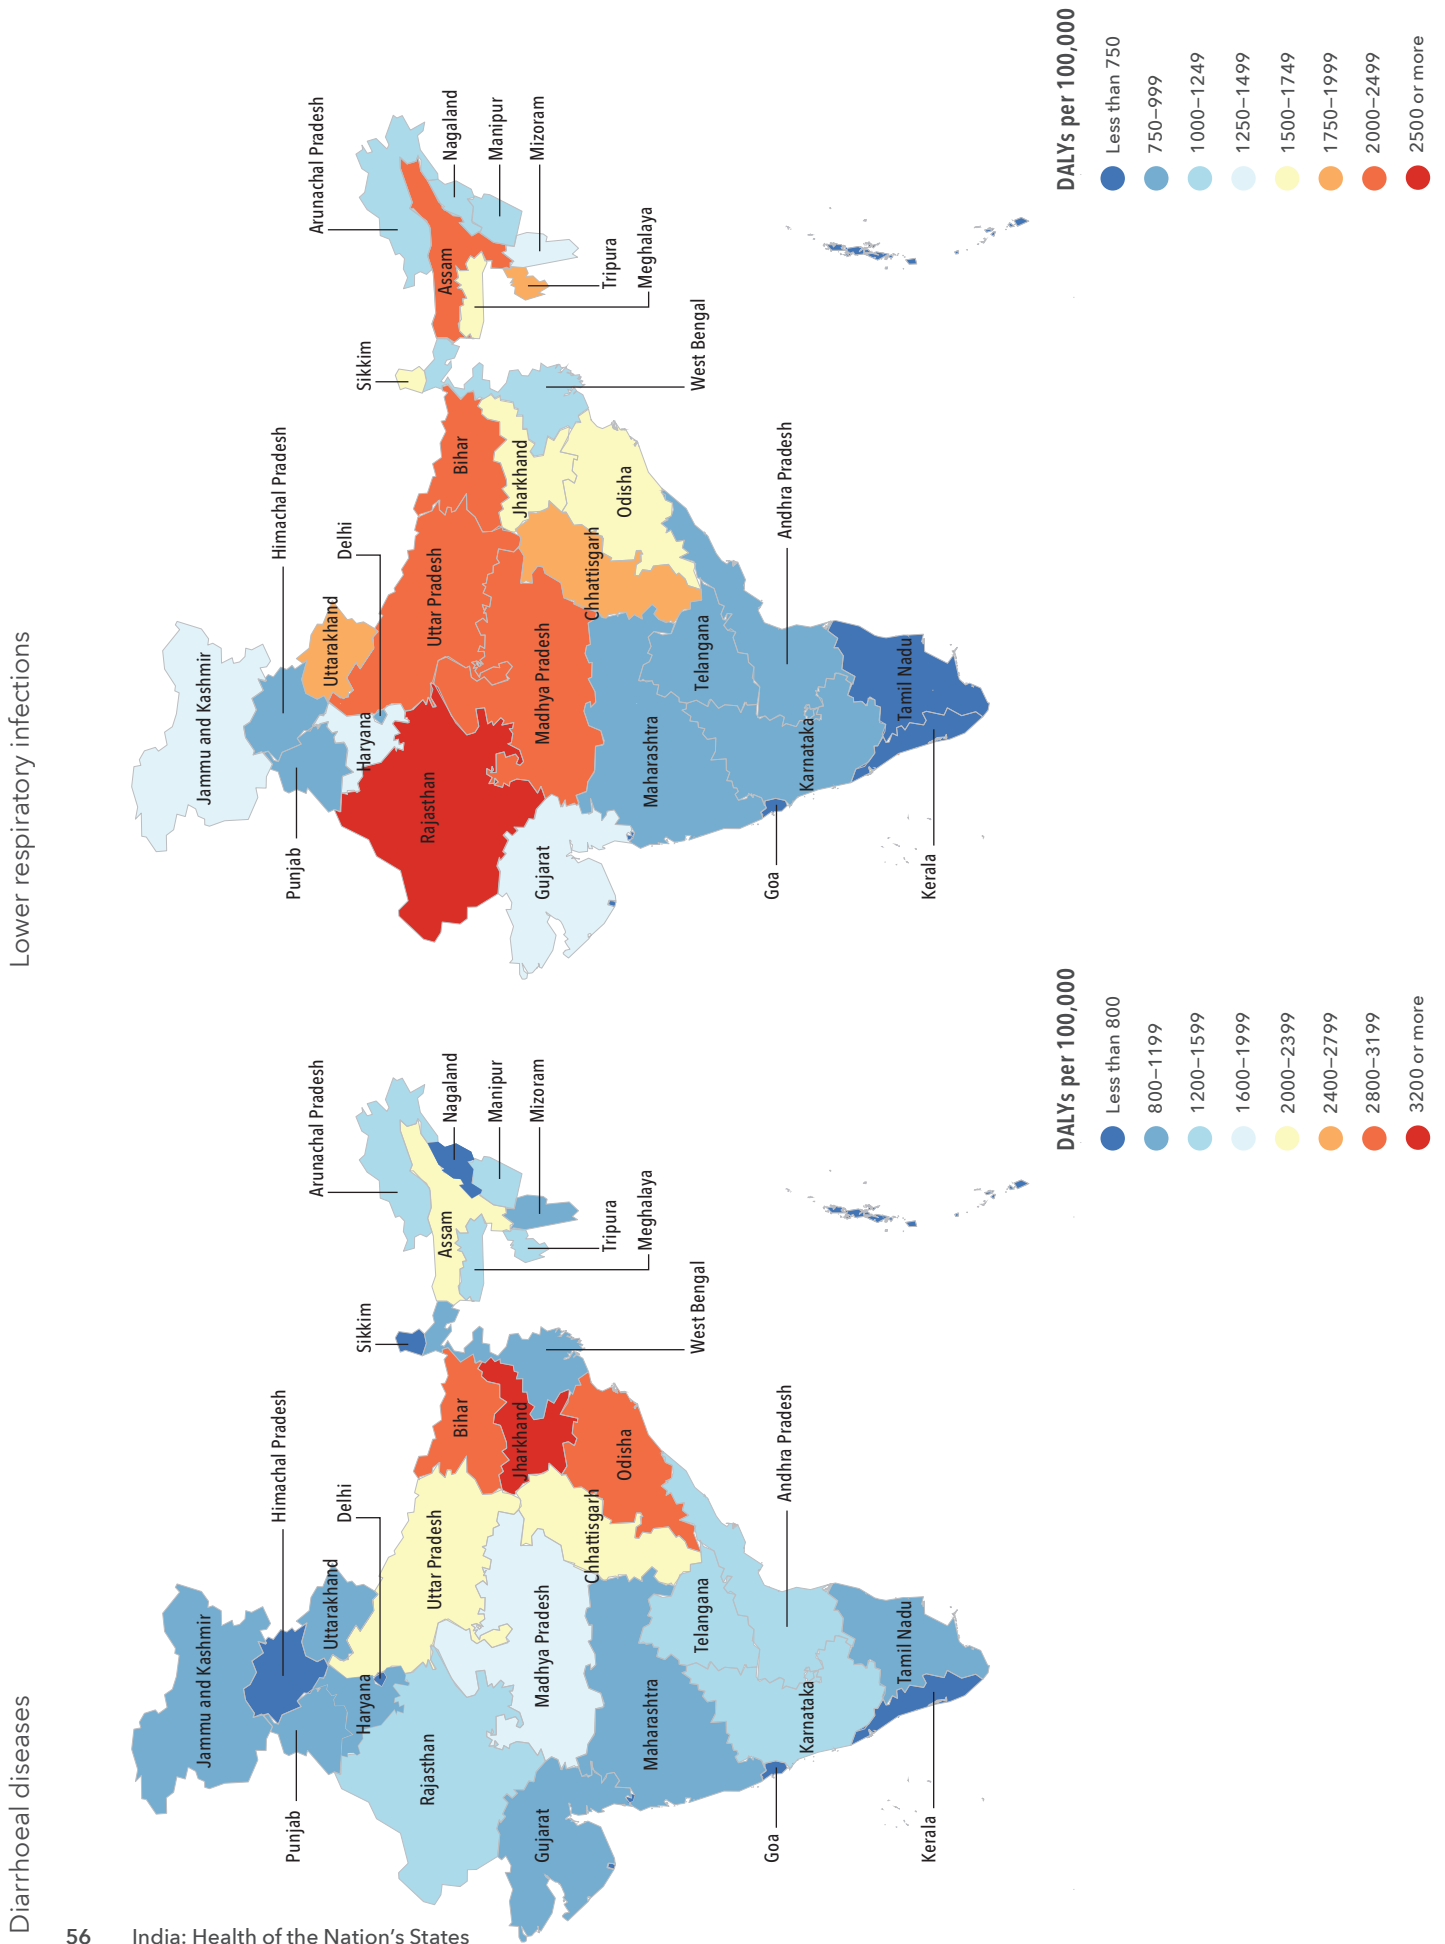 Diarrhoeal diseases
Jammu and Kashmir
Himachal Pradesh
Punjab
Uttarakhand
Haryana
Delhi
Sikkim
Arunachal Pradesh
Rajasthan
Uttar Pradesh
Bihar
Assam
Nagaland
Manipur
Mizoram
Tripura
Meghalaya
Gujarat
Madhya Pradesh
Jharkhand
West Bengal
Chhattisgarh
Odisha
Maharashtra
Telangana
Andhra Pradesh
Goa
Karnataka
Kerala
Tamil Nadu
DALYs per 100,000
Less than 800
800–1199
1200–1599
1600–1999
2000–2399
2400–2799
2800–3199
3200 or more
Lower respiratory infections
Jammu and Kashmir
Himachal Pradesh
Punjab
Uttarakhand
Haryana
Delhi
Sikkim
Arunachal Pradesh
Rajasthan
Uttar Pradesh
Bihar
Assam
Nagaland
Manipur
Mizoram
Tripura
Meghalaya
Gujarat
Madhya Pradesh
Jharkhand
West Bengal
Chhattisgarh
Odisha
Maharashtra
Telangana
Andhra Pradesh
Goa
Karnataka
Kerala
Tamil Nadu
DALYs per 100,000
Less than 750
750–999
1000–1249
1250–1499
1500–1749
1750–1999
2000–2499
2500 or more
56 India: Health of the Nation's States